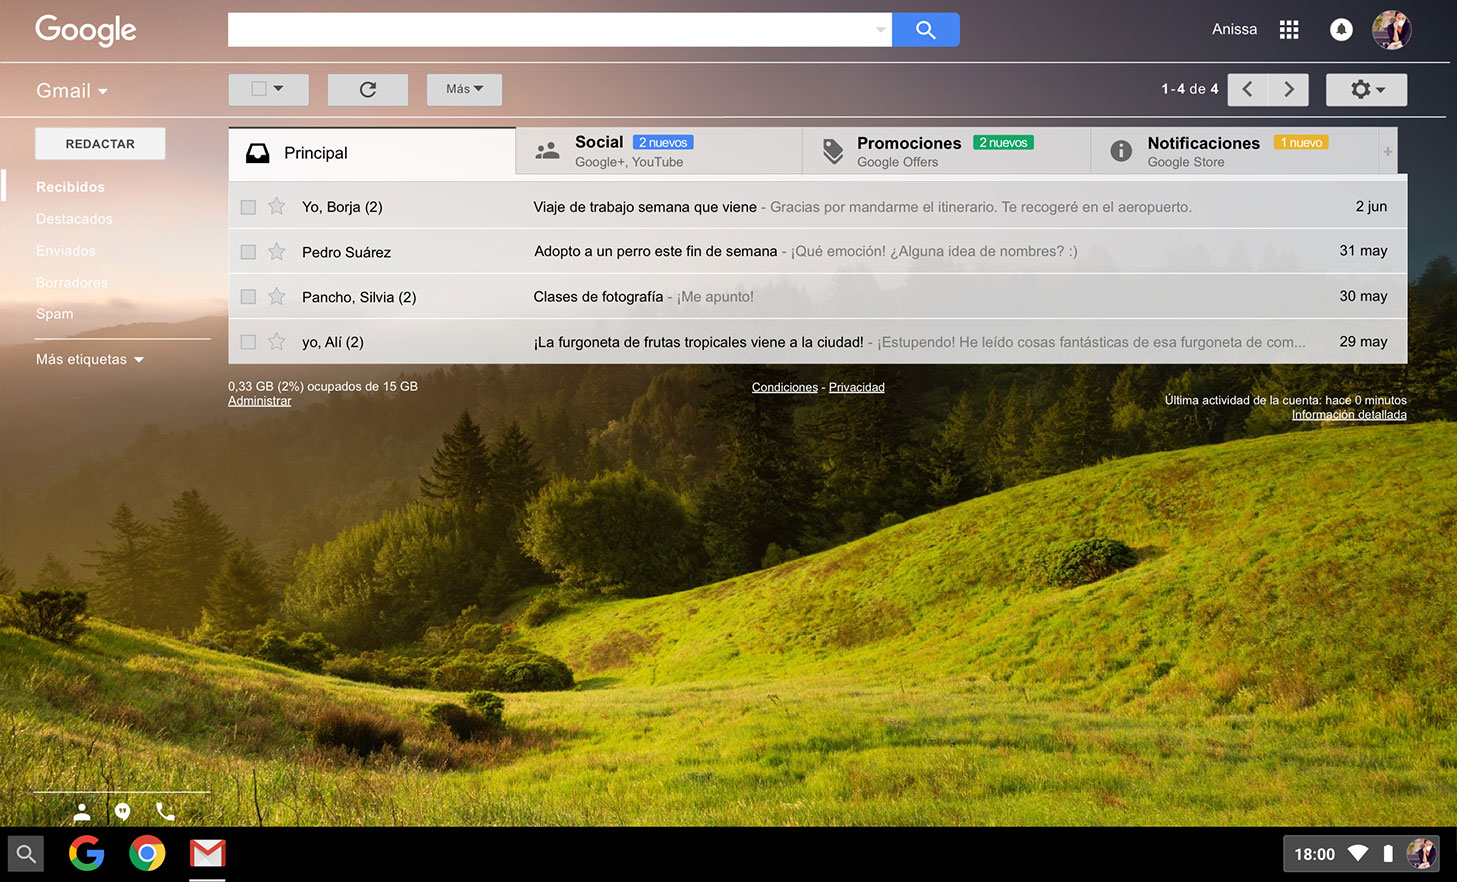 Google
Anissa
Gmail
Más
1-4 de 4
REDACTAR
Principal
Social 2 nuevos
Google+, YouTube
Promociones 2 nuevos
Google Offers
Notificaciones 1 nuevo
Google Store
+
Recibidos
Destacados
Enviados
Borradores
Spam
Más etiquetas
Yo, Borja (2) Viaje de trabajo semana que viene - Gracias por mandarme el itinerario. Te recogeré en el aeropuerto. 2 jun
Pedro Suárez Adopto a un perro este fin de semana - ¡Qué emoción! ¿Alguna idea de nombres? :) 31 may
Pancho, Silvia (2) Clases de fotografía - ¡Me apunto! 30 may
yo, Alí (2) ¡La furgoneta de frutas tropicales viene a la ciudad! - ¡Estupendo! He leído cosas fantásticas de esa furgoneta de com... 29 may
0,33 GB (2%) ocupados de 15 GB
Administrar
Condiciones - Privacidad
Última actividad de la cuenta: hace 0 minutos
Información detallada
18:00